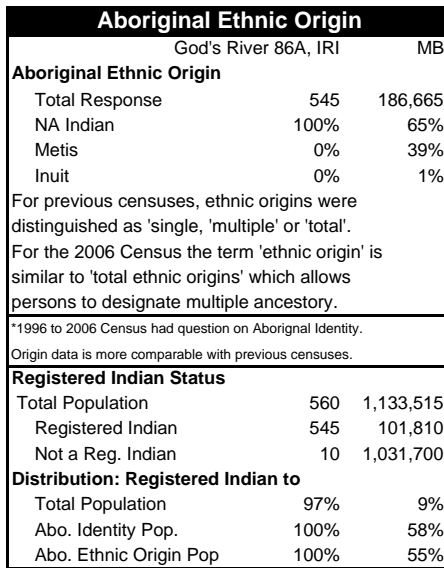 Aboriginal Ethnic Origin
God's River 86A, IRI MB
Aboriginal Ethnic Origin
Total Response 545 186,665
NA Indian 100% 65%
Metis 0% 39%
Inuit 0% 1%
For previous censuses, ethnic origins were
distinguished as 'single, 'multiple' or 'total'.
For the 2006 Census the term 'ethnic origin' is
similar to 'total ethnic origins' which allows
persons to designate multiple ancestory.
*1996 to 2006 Census had question on Aborignal Identity.
Origin data is more comparable with previous censuses.
Registered Indian Status
Total Population 560 1,133,515
Registered Indian 545 101,810
Not a Reg. Indian 10 1,031,700
Distribution: Registered Indian to
Total Population 97% 9%
Abo. Identity Pop. 100% 58%
Abo. Ethnic Origin Pop 100% 55%